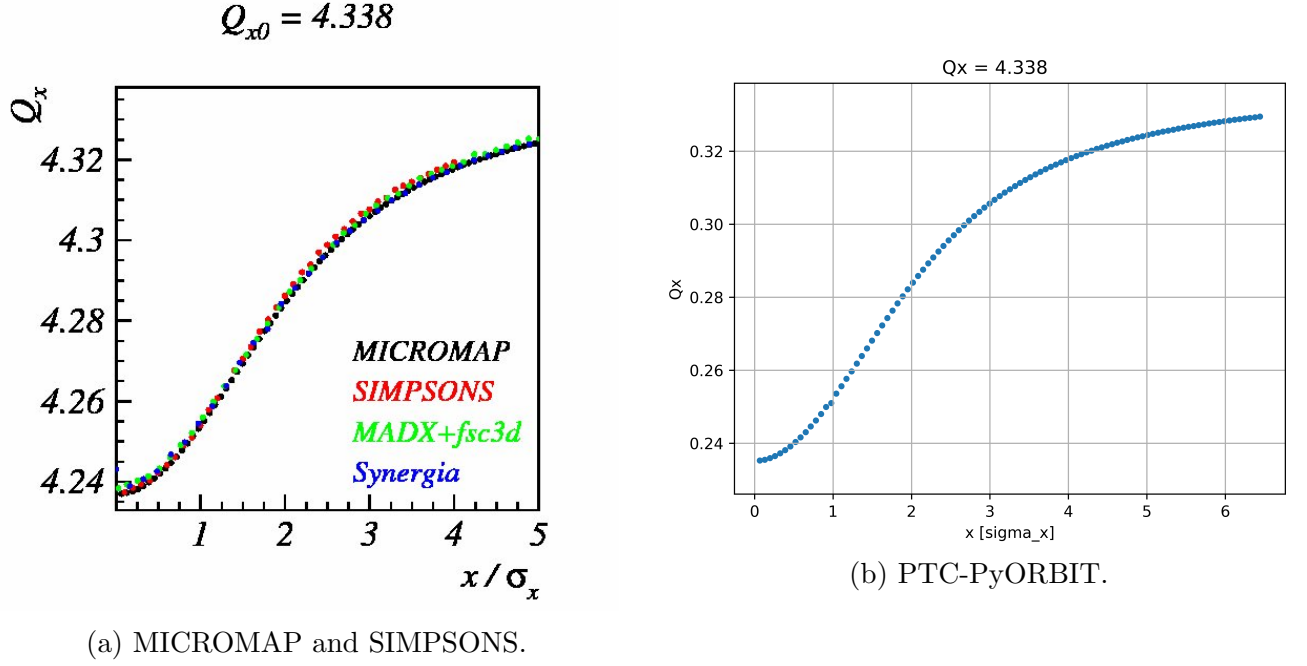 Q_x0 = 4.338
Q_x
4.32
4.3
4.28
4.26
4.24
MICROMAP
SIMPSONS
MADX+fsc3d
Synergia
1 2 3 4 5
x / σ_x
(a) MICROMAP and SIMPSONS.
Qx = 4.338
Qx
0.32
0.30
0.28
0.26
0.24
0 1 2 3 4 5 6
x [sigma_x]
(b) PTC-PyORBIT.